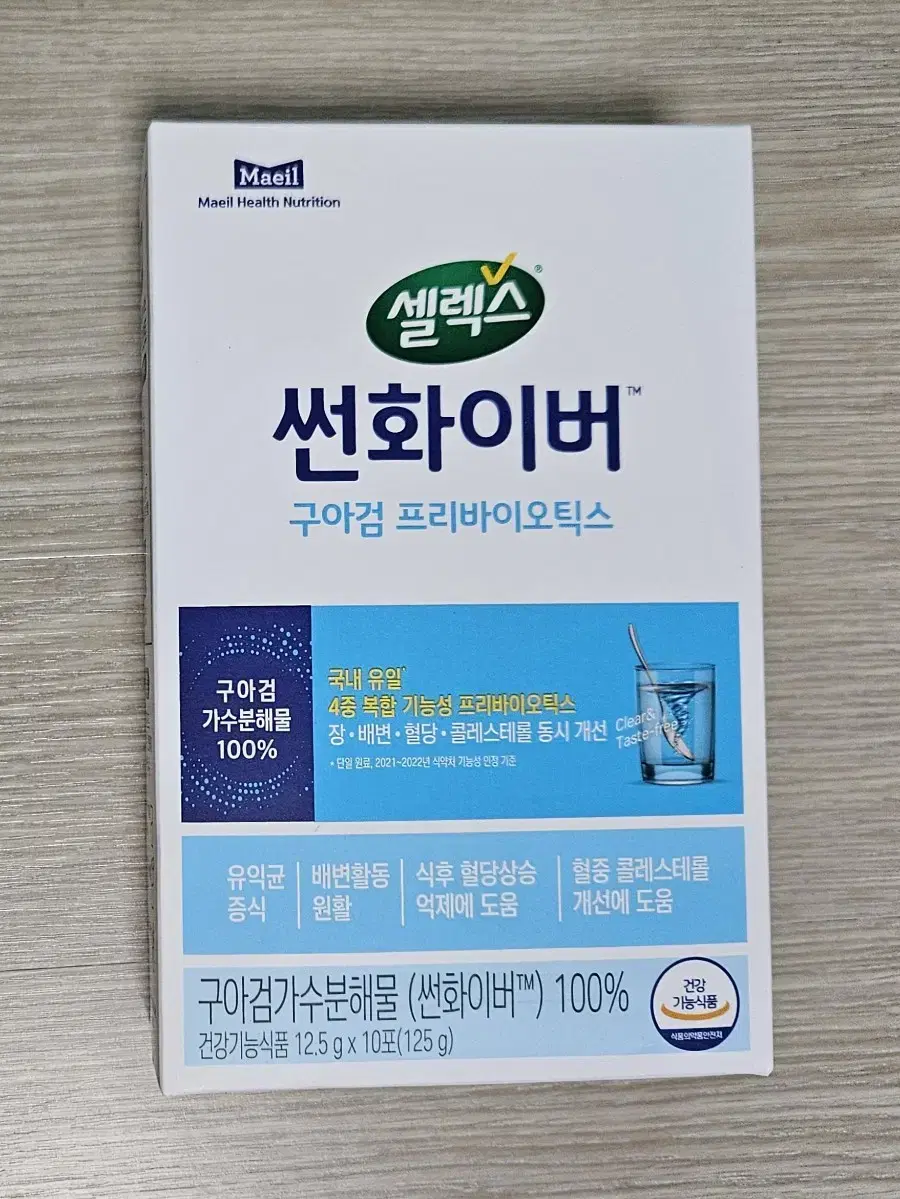 Maeil
Maeil Health Nutrition
셀렉스®
썬화이버™
구아검 프리바이오틱스
구아검
가수분해물
100%
국내 유일*
4중 복합 기능성 프리바이오틱스
장·배변·혈당·콜레스테롤 동시 개선
* 단일 원료, 2021~2022년 식약처 기능성 인정 기준
Clear&
Taste-free
유익균
증식
배변활동
원활
식후 혈당상승
억제에 도움
혈중 콜레스테롤
개선에 도움
구아검가수분해물 (썬화이버™) 100%
건강기능식품 12.5 g x 10포(125 g)
건강
기능식품
식품의약품안전처